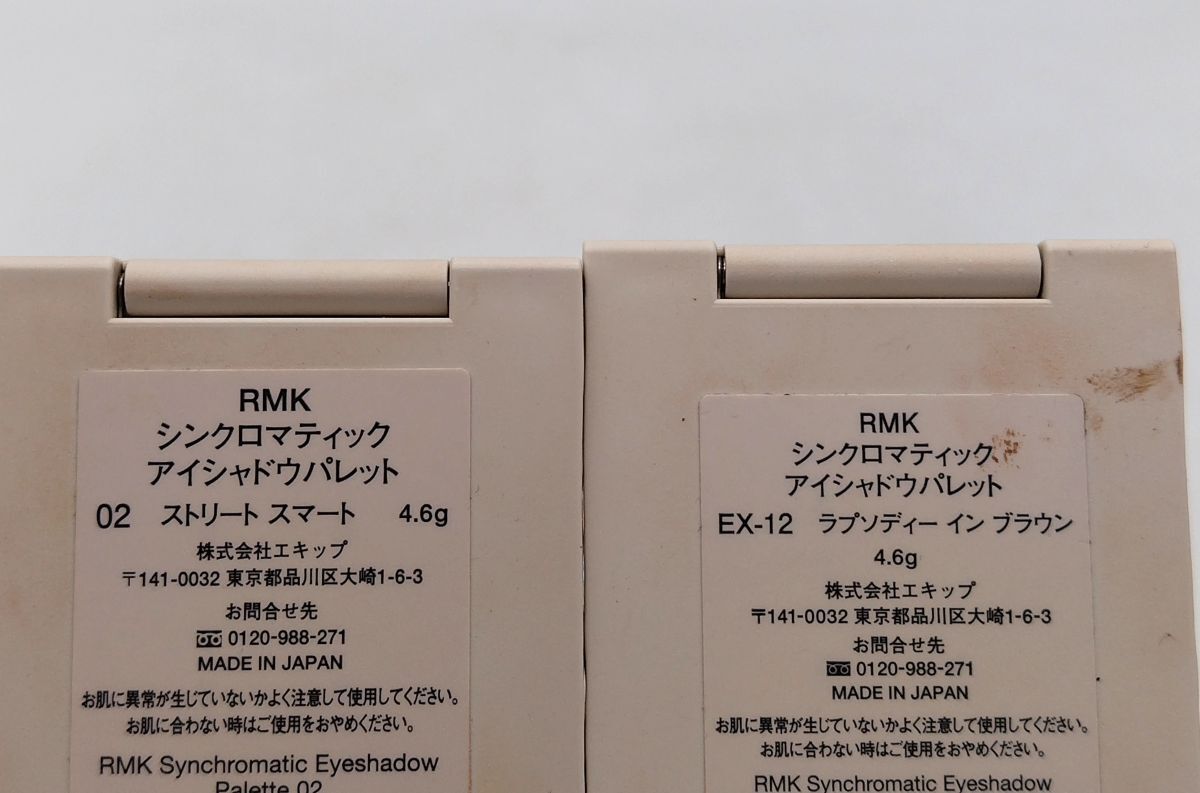 RMK
シンクロマティック
アイシャドウパレット
02 ストリート スマート 4.6g
株式会社エキップ
〒141-0032 東京都品川区大崎1-6-3
お問合せ先
0120-988-271
MADE IN JAPAN
お肌に異常が生じていないかよく注意して使用してください。
お肌に合わない時はご使用をおやめください。
RMK Synchromatic Eyeshadow
Palette 02
RMK
シンクロマティック
アイシャドウパレット
EX-12 ラプソディー イン ブラウン
4.6g
株式会社エキップ
〒141-0032 東京都品川区大崎1-6-3
お問合せ先
0120-988-271
MADE IN JAPAN
お肌に異常が生じていないかよく注意して使用してください。
お肌に合わない時はご使用をおやめください。
RMK Synchromatic Eyeshadow